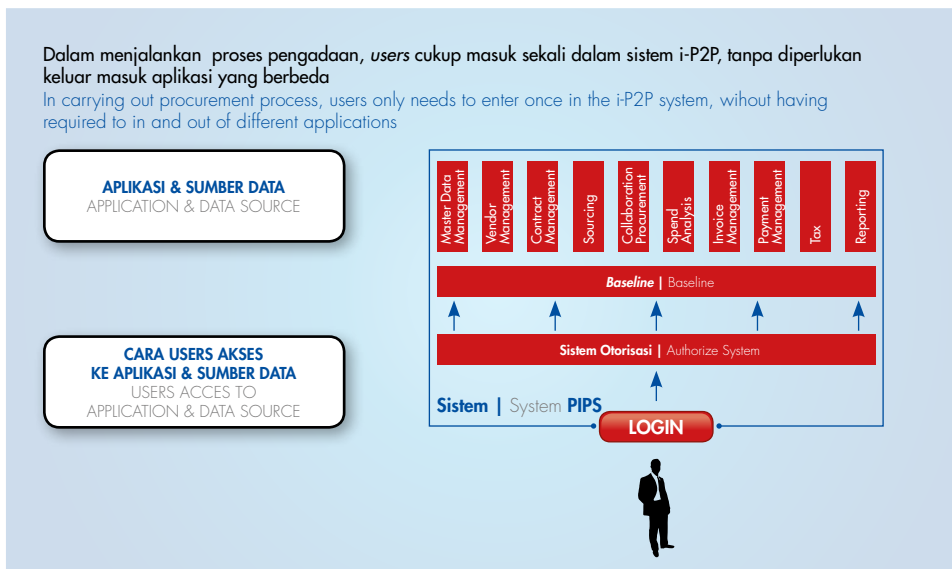 Dalam menjalankan proses pengadaan, users cukup masuk sekali dalam sistem i-P2P, tanpa diperlukan
keluar masuk aplikasi yang berbeda
In carrying out procurement process, users only needs to enter once in the i-P2P system, wihout having
required to in and out of different applications
APLIKASI & SUMBER DATA
APPLICATION & DATA SOURCE
Master Data
Management
Vendor
Management
Contract
Management
Sourcing
Collaboration
Procurement
Spend
Analysis
Invoice
Management
Payment
Management
Tax
Reporting
Baseline | Baseline
CARA USERS AKSES
KE APLIKASI & SUMBER DATA
USERS ACCES TO
APPLICATION & DATA SOURCE
Sistem Otorisasi | Authorize System
Sistem | System PIPS
LOGIN